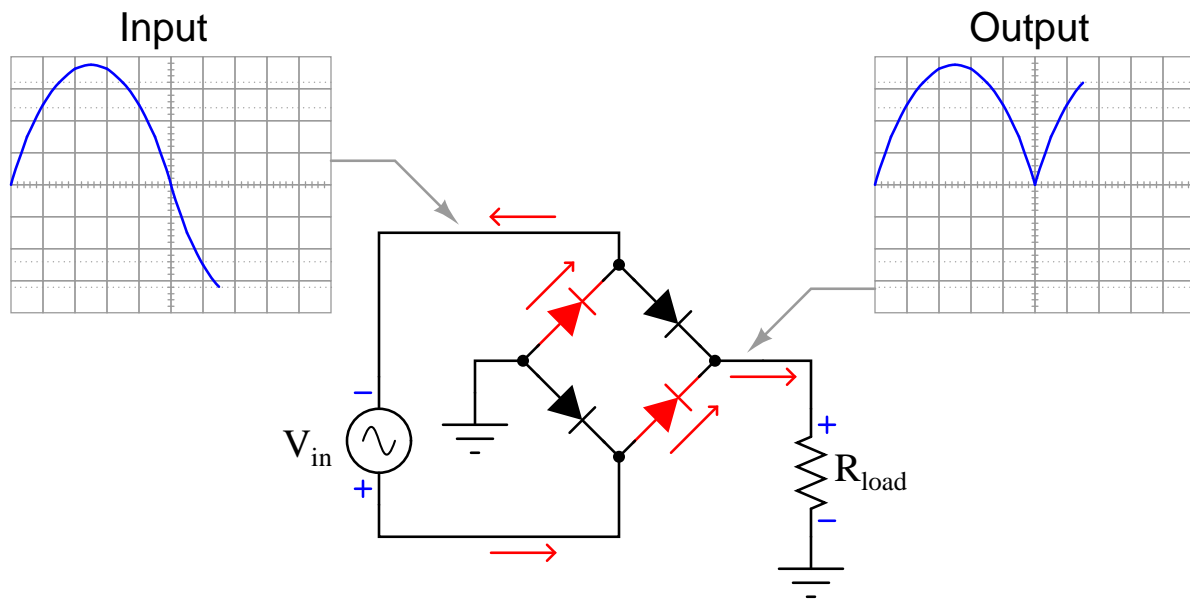 Input
Output
−
V_in
+
+
R_load
−